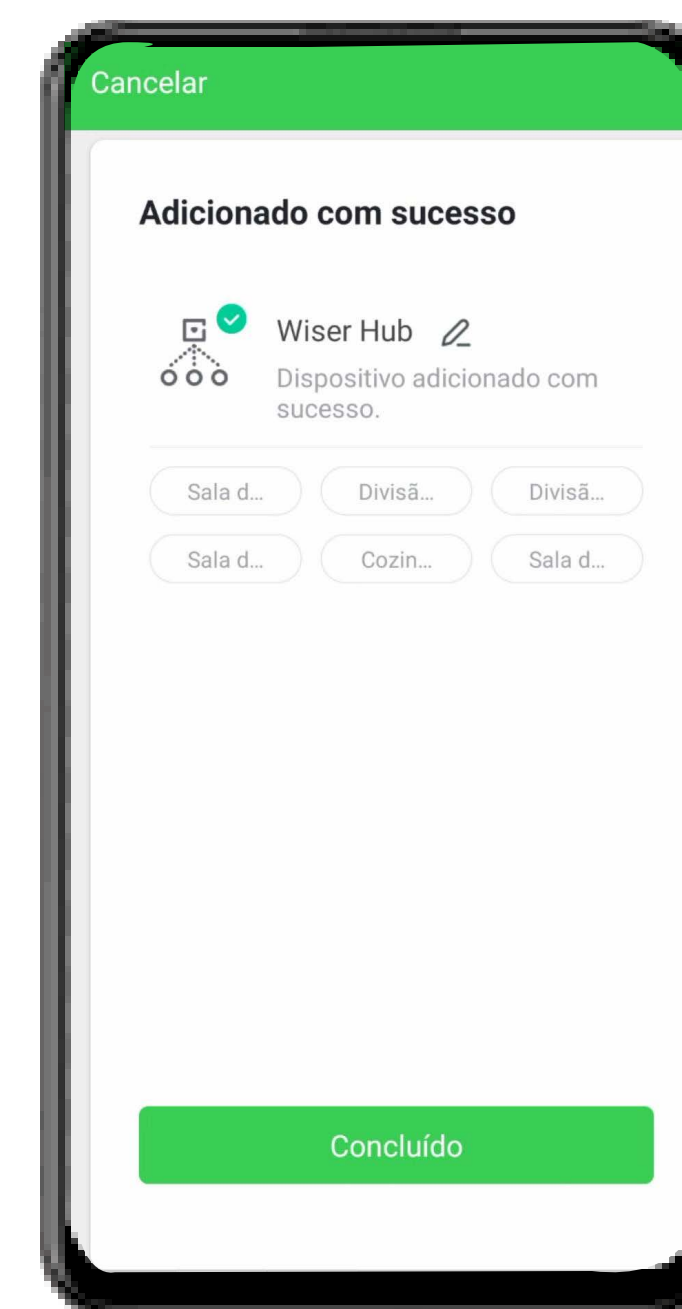 Cancelar
Adicionado com sucesso
Wiser Hub
Dispositivo adicionado com
sucesso.
Sala d... Divisã... Divisã...
Sala d... Cozin... Sala d...
Concluído